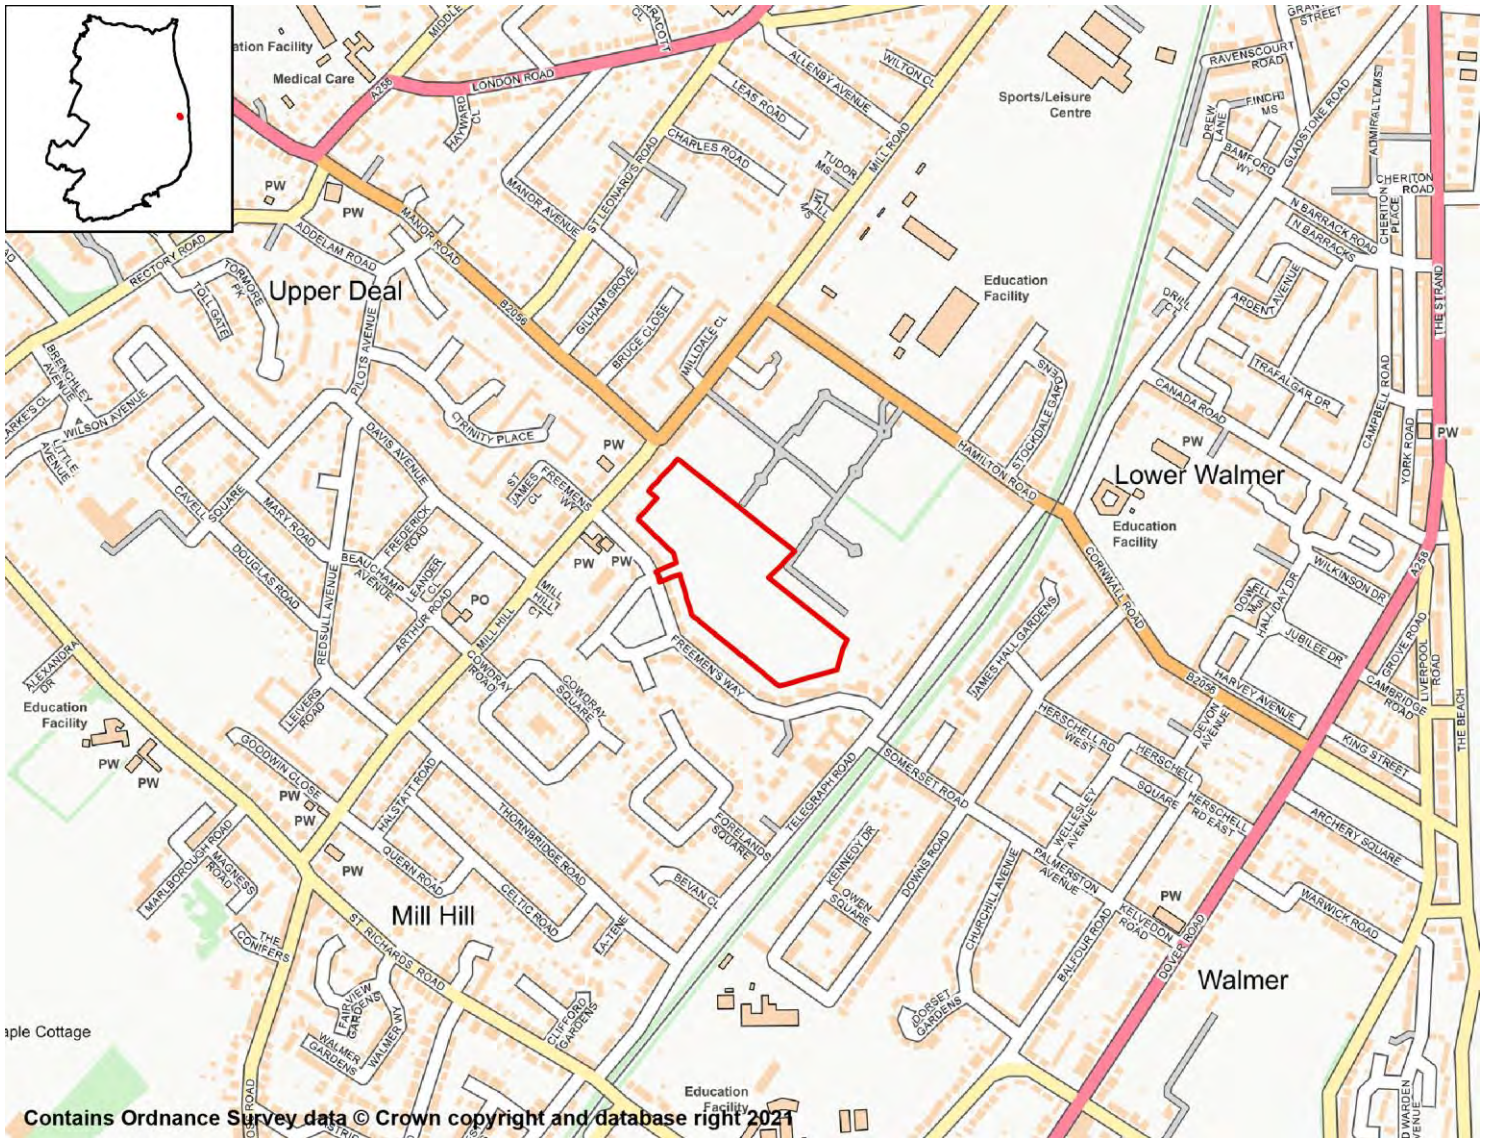 ation Facility
Medical Care
A258
LONDON ROAD
HAYWARD
CL
MIDDLE
RRACOTT
CL
ALLENBY AVENUE
WILTON CL
LEAS ROAD
CHARLES ROAD
TUDOR
MS
MILL
MS
MILL ROAD
Sports/Leisure
Centre
STREET
RAVENSCOURT
ROAD
FINCH
MS
DREW
LANE
BAMFORD
WY
GLADSTONE ROAD
ADMIRALTY MS
CHERITON
ROAD
CHERITON
PLACE
N BARRACK ROAD
N BARRACKS
THE STRAND
PW
PW
MANOR ROAD
MANOR AVENUE
ST LEONARD'S ROAD
ADDELAM ROAD
RECTORY ROAD
TORMORE
PK
TOLL GATE
Upper Deal
B2056
GILHAM GROVE
BRUCE CLOSE
MILLDALE CL
Education
Facility
DRILL
CT
ARDENT
AVENUE
TRAFALGAR DR
CANADA ROAD
CAMPBELL ROAD
YORK ROAD
PW
STOCKDALE GARDENS
HAMILTON ROAD
PW
Lower Walmer
Education
Facility
BRENCHLEY
AVENUE
ARKE'S CL
WILSON AVENUE
LITTLE
AVENUE
PILOTS AVENUE
TRINITY PLACE
DAVIS AVENUE
CAVELL
SQUARE
MARY ROAD
PW
ST
JAMES
CL
FREEMENS
WY
FREDERICK
ROAD
BEAUCHAMP
AVENUE
LEANDER
CL
DOUGLAS ROAD
REDSULL AVENUE
ARTHUR ROAD
PO
PW
PW
MILL
HILL
CT
MILL HILL
CORNWALL ROAD
WILKINSON DR
A258
HALLIDAY DR
JUBILEE DR
GROVE ROAD
LIVERPOOL
ROAD
CAMBRIDGE
ROAD
THE BEACH
JAMES HALL GARDENS
B2056
HARVEY AVENUE
KING STREET
ALEXANDRA
DR
Education
Facility
PW
PW
LEIVERS
ROAD
COWDRAY
ROAD
COWDRAY
SQUARE
FREEMEN'S WAY
GOODWIN CLOSE
PW
PW
HALSTATT ROAD
THORNBRIDGE ROAD
TELEGRAPH ROAD
SOMERSET ROAD
HERSCHELL RD
WEST
DEVON
AVENUE
HERSCHELL
SQUARE
HERSCHELL
RD EAST
WELLESLEY
AVENUE
ARCHERY SQUARE
FORELANDS
SQUARE
MARLBOROUGH ROAD
MAGNESS
ROAD
PW
QUERN ROAD
CELTIC ROAD
BEVAN CL
KENNEDY DR
OWEN
SQUARE
DOWNS ROAD
CHURCHILL AVENUE
PALMERSTON
AVENUE
PW
KELVEDON
ROAD
WARWICK ROAD
Mill Hill
THE
CONIFERS
ST RICHARDS ROAD
LA-TENE
BALFOUR ROAD
DOVER ROAD
Walmer
FAIRVIEW
GARDENS
WALMER
GARDENS
WALMER WY
CLIFFORD
GARDENS
DORSET
GARDENS
aple Cottage
Education
Facility
D WARDEN
VENUE
Contains Ordnance Survey data © Crown copyright and database right 2021